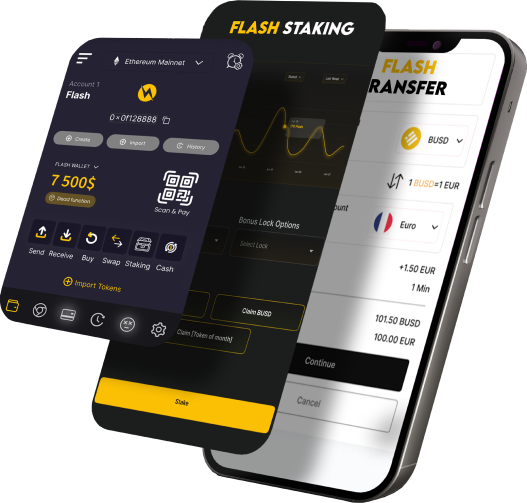 Ethereum Mainnet
Account 1
Flash
0×0f126888
Create
Import
History
FLASH WALLET
7 500$
Dead function
Scan & Pay
Send
Receive
Buy
Swap
Staking
Cash
Import Tokens
FLASH STAKING
Bonus Lock Options
Select Lock
Claim BUSD
Claim [Token of month]
Stake
FLASH
RANSFER
BUSD
1 BUSD=1 EUR
ount
Euro
+1.50 EUR
1 Min
101.50 BUSD
100.00 EUR
Continue
Cancel